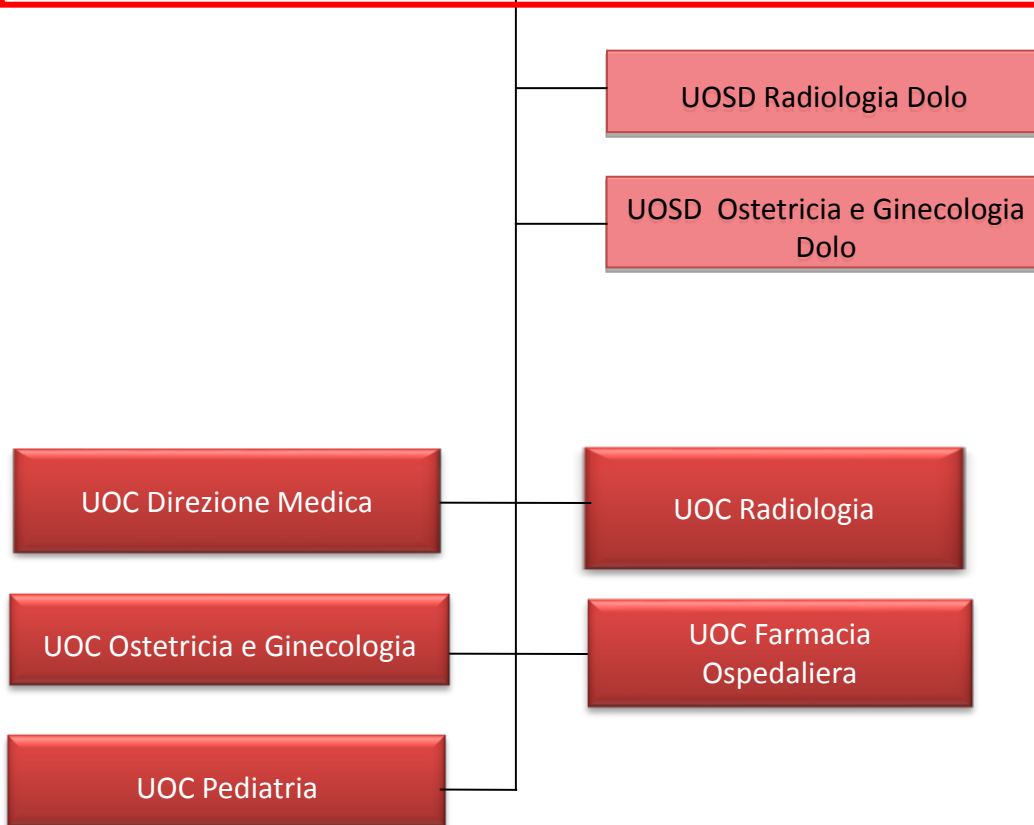 UOSD Radiologia Dolo
UOSD Ostetricia e Ginecologia
Dolo
UOC Direzione Medica
UOC Radiologia
UOC Ostetricia e Ginecologia
UOC Farmacia
Ospedaliera
UOC Pediatria